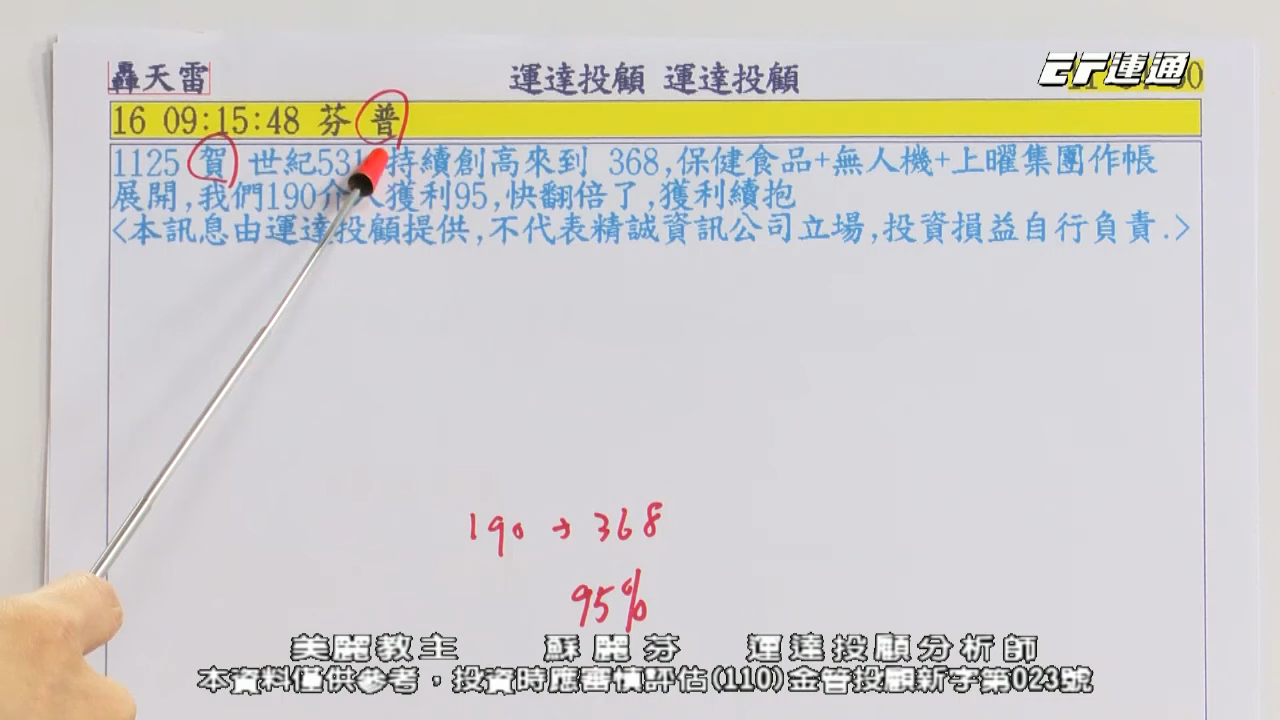 轟天雷 運達投顧 運達投顧 運通
16 09:15:48 芬 普
1125 賀 世紀531 持續創高來到 368,保健食品+無人機+上曜集團作帳
展開,我們190介入獲利95,快翻倍了,獲利續抱
<本訊息由運達投顧提供,不代表精誠資訊公司立場,投資損益自行負責.>
190 → 368
95%
美麗教主 蘇麗芬 運達投顧分析師
本資料僅供參考,投資時應審慎評估(110)金管投顧新字第023號